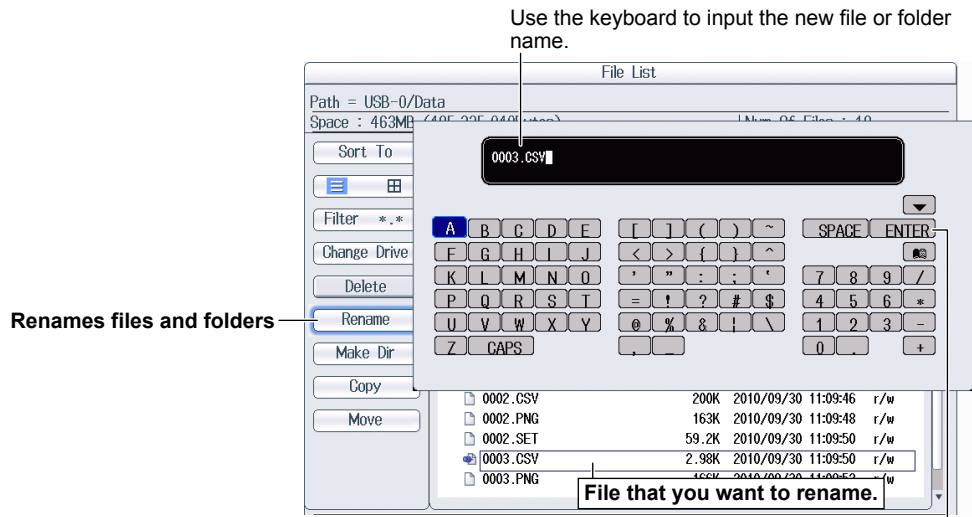 Use the keyboard to input the new file or folder
name.
File List
Path = USB-0/Data
Space : 463MB
Num Of Files : 10
Sort To
0003.CSV
Filter *.*
A B C D E [ ] ( ) ~ SPACE ENTER
Change Drive
F G H I J < > { } ^
Delete
K L M N O ' " : ; ‘ 7 8 9 /
P Q R S T = ! ? # $ 4 5 6 *
Renames files and folders
Rename
U V W X Y @ % & ¦ \ 1 2 3 -
Make Dir
Z CAPS , _ 0 . +
Copy
0002.CSV 200K 2010/09/30 11:09:46 r/w
Move
0002.PNG 163K 2010/09/30 11:09:48 r/w
0002.SET 59.2K 2010/09/30 11:09:50 r/w
0003.CSV 2.98K 2010/09/30 11:09:50 r/w
0003.PNG
File that you want to rename.